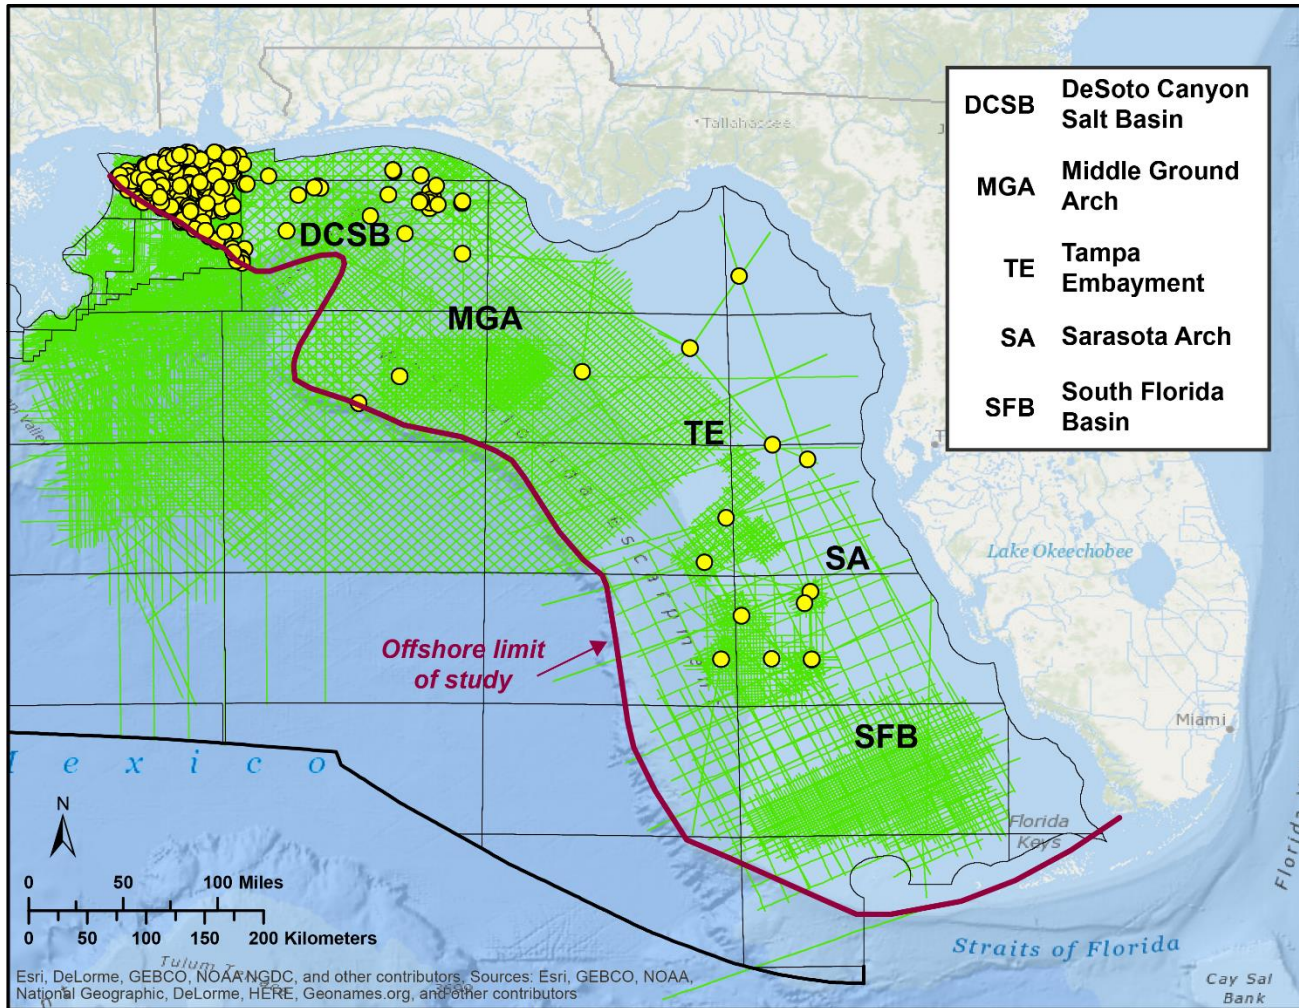 Tallahassee
DCSB DeSoto Canyon
Salt Basin
MGA Middle Ground
Arch
TE Tampa
Embayment
SA Sarasota Arch
SFB South Florida
Basin
DCSB
MGA
TE
SA
SFB
Lake Okeechobee
Offshore limit
of study
Miami
Mexico
Florida
Keys
N
0 50 100 Miles
0 50 100 150 200 Kilometers
Straits of Florida
Florida
Cay Sal
Bank
Esri, DeLorme, GEBCO, NOAA NGDC, and other contributors, Sources: Esri, GEBCO, NOAA,
National Geographic, DeLorme, HERE, Geonames.org, and other contributors